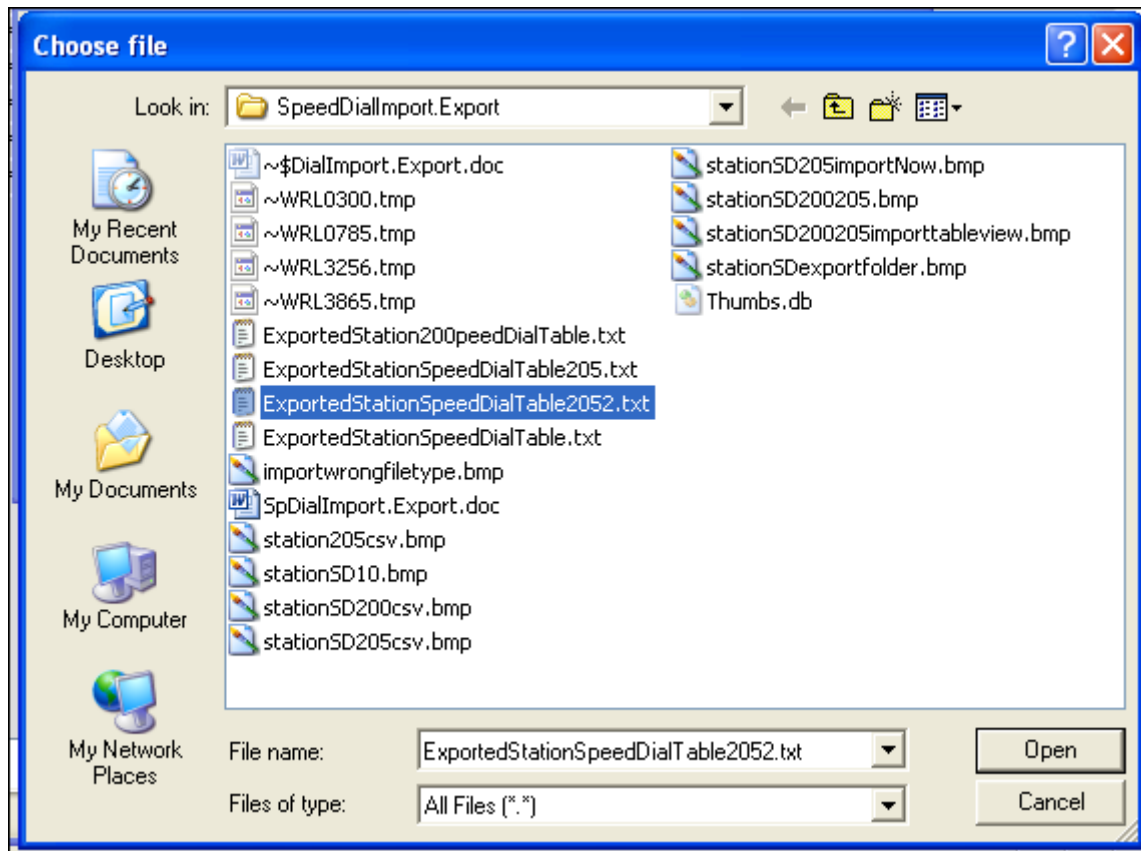 Choose file
Look in:
SpeedDialImport.Export
My Recent
Documents
Desktop
My Documents
My Computer
My Network
Places
~$DialImport.Export.doc
~WRL0300.tmp
~WRL0785.tmp
~WRL3256.tmp
~WRL3865.tmp
ExportedStation200peedDialTable.txt
ExportedStationSpeedDialTable205.txt
ExportedStationSpeedDialTable2052.txt
ExportedStationSpeedDialTable.txt
importwrongfiletype.bmp
SpDialImport.Export.doc
station205csv.bmp
stationSD10.bmp
stationSD200csv.bmp
stationSD205csv.bmp
stationSD205importNow.bmp
stationSD200205.bmp
stationSD200205importtableview.bmp
stationSDexportfolder.bmp
Thumbs.db
File name:
ExportedStationSpeedDialTable2052.txt
Open
Files of type:
All Files (*.*)
Cancel